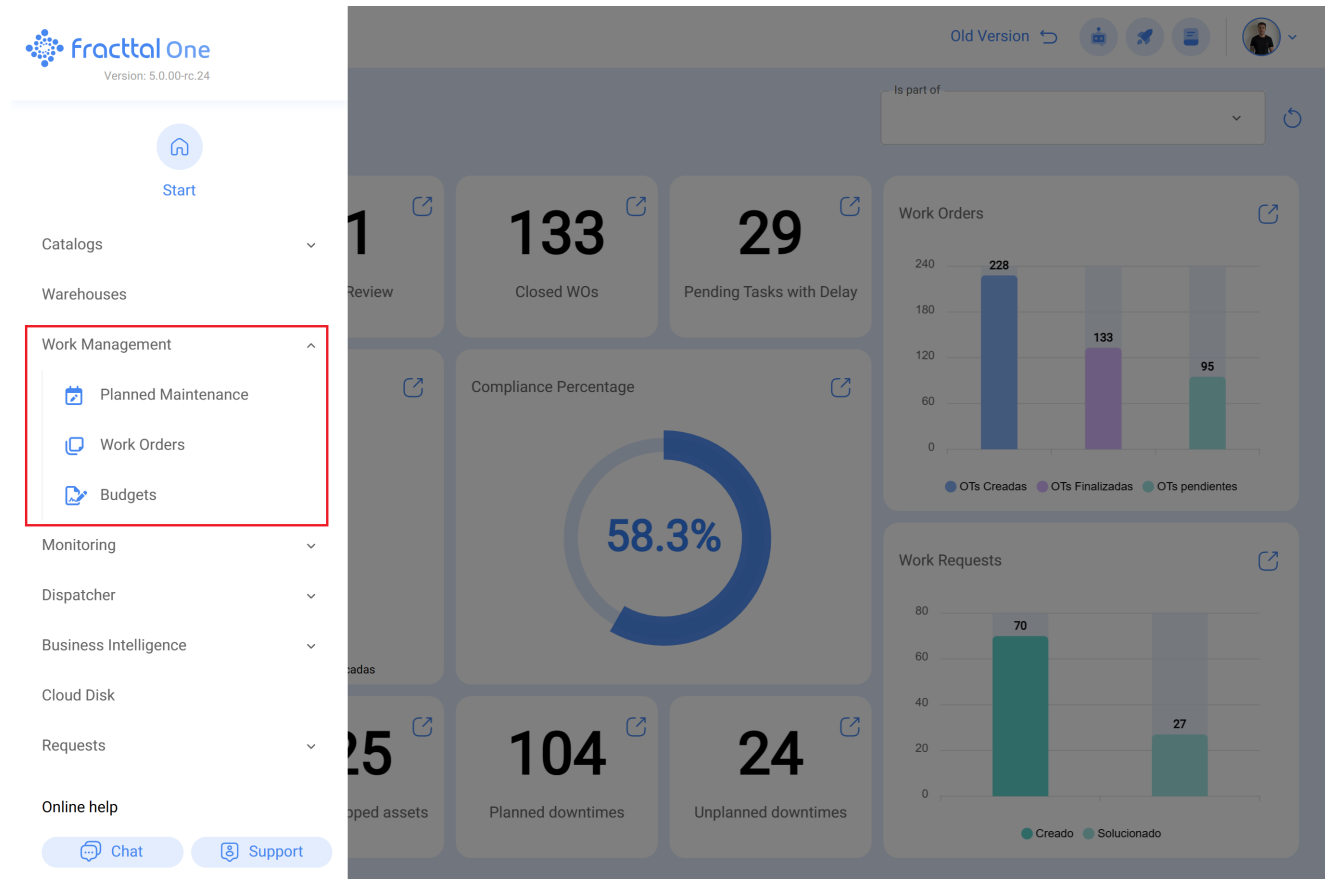 fracttal One
Version: 5.0.00-rc.24
Start
Catalogs
Warehouses
Work Management
Planned Maintenance
Work Orders
Budgets
Monitoring
Dispatcher
Business Intelligence
Cloud Disk
Requests
Online help
Chat
Support
Old Version
Is part of
1
Review
133
Closed WOs
29
Pending Tasks with Delay
Work Orders
240
180
120
60
0
228
133
95
OTs Creadas
OTs Finalizadas
OTs pendientes
cadas
Compliance Percentage
58.3%
Work Requests
80
60
40
20
0
70
27
Creado
Solucionado
25
pped assets
104
Planned downtimes
24
Unplanned downtimes